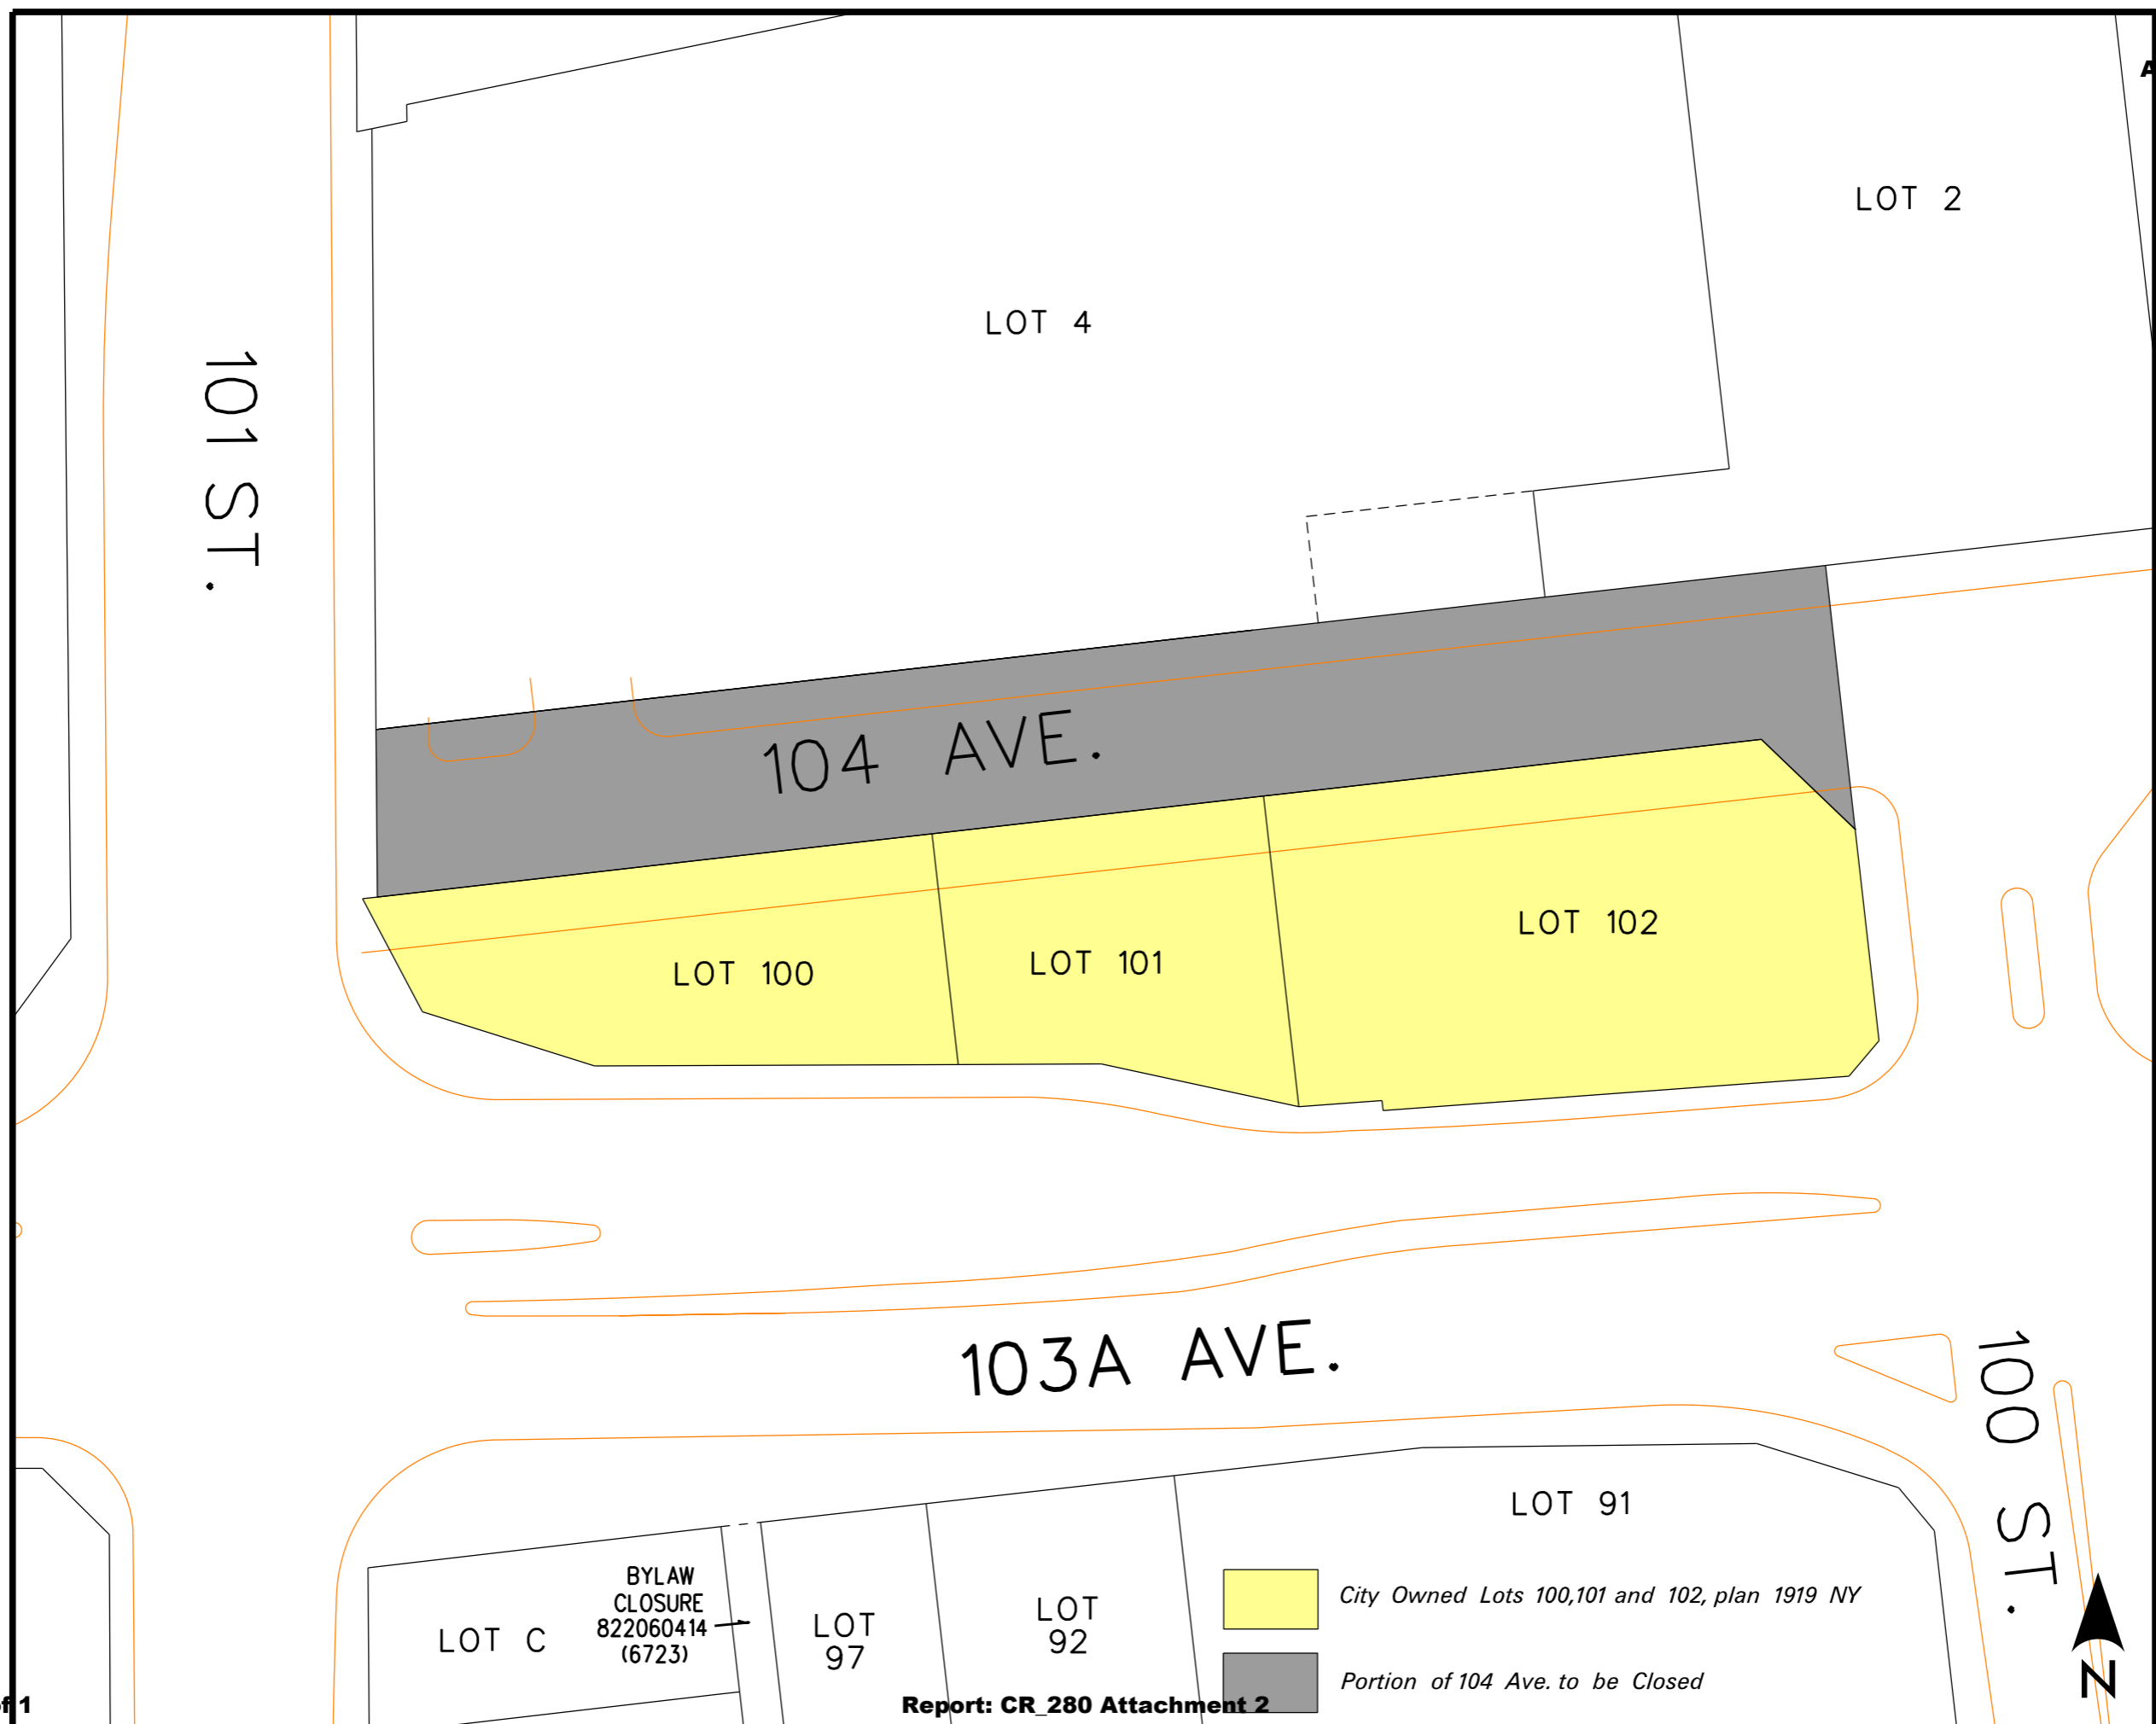 A
LOT 2
LOT 4
101 ST.
104 AVE.
LOT 102
LOT 101
LOT 100
103A AVE.
100 ST.
LOT 91
BYLAW
CLOSURE
822060414
(6723)
LOT C
LOT
97
LOT
92
City Owned Lots 100,101 and 102, plan 1919 NY
Portion of 104 Ave. to be Closed
N
of 1
Report: CR_280 Attachment 2